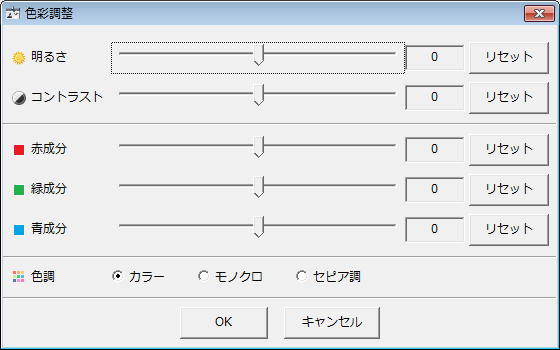 色彩調整
明るさ 0 リセット
コントラスト 0 リセット
赤成分 0 リセット
緑成分 0 リセット
青成分 0 リセット
色調 カラー モノクロ セピア調
OK キャンセル